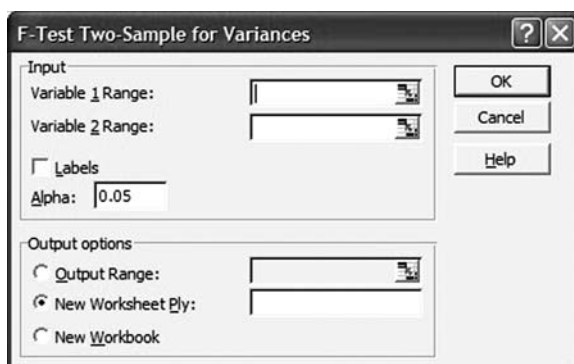 F-Test Two-Sample for Variances
Input
Variable 1 Range:
Variable 2 Range:
Labels
Alpha: 0.05
Output options
Output Range:
New Worksheet Ply:
New Workbook
OK
Cancel
Help